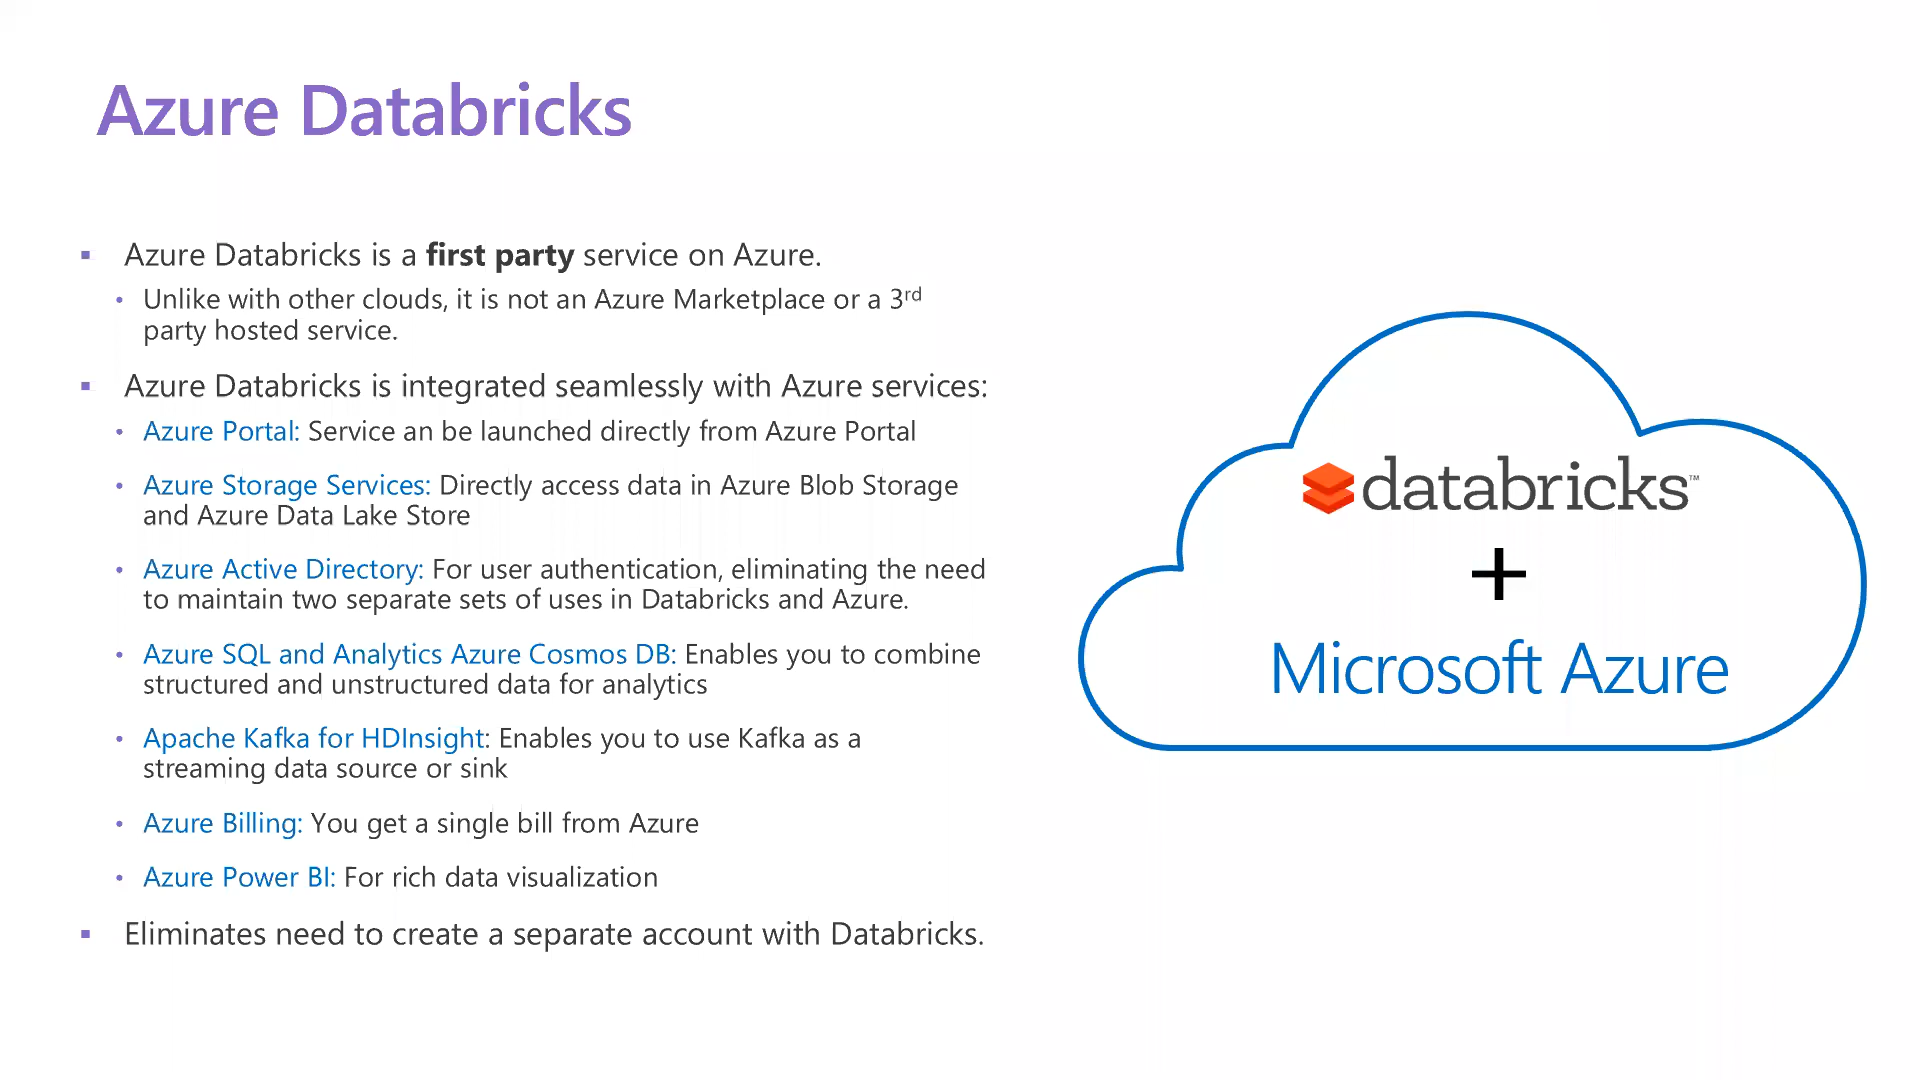 Azure Databricks
▪ Azure Databricks is a first party service on Azure.
• Unlike with other clouds, it is not an Azure Marketplace or a 3rd
party hosted service.
▪ Azure Databricks is integrated seamlessly with Azure services:
• Azure Portal: Service an be launched directly from Azure Portal
• Azure Storage Services: Directly access data in Azure Blob Storage
and Azure Data Lake Store
• Azure Active Directory: For user authentication, eliminating the need
to maintain two separate sets of uses in Databricks and Azure.
• Azure SQL and Analytics Azure Cosmos DB: Enables you to combine
structured and unstructured data for analytics
• Apache Kafka for HDInsight: Enables you to use Kafka as a
streaming data source or sink
• Azure Billing: You get a single bill from Azure
• Azure Power BI: For rich data visualization
▪ Eliminates need to create a separate account with Databricks.
databricks™
+
Microsoft Azure